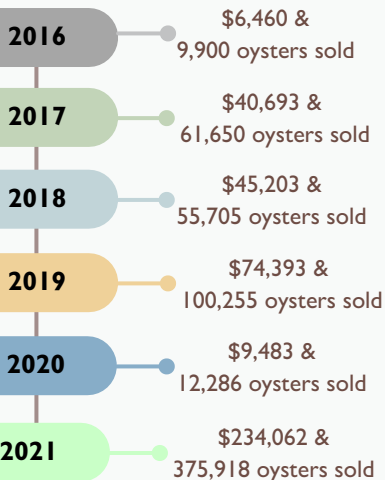 2016
$6,460 &
9,900 oysters sold
2017
$40,693 &
61,650 oysters sold
2018
$45,203 &
55,705 oysters sold
2019
$74,393 &
100,255 oysters sold
2020
$9,483 &
12,286 oysters sold
2021
$234,062 &
375,918 oysters sold